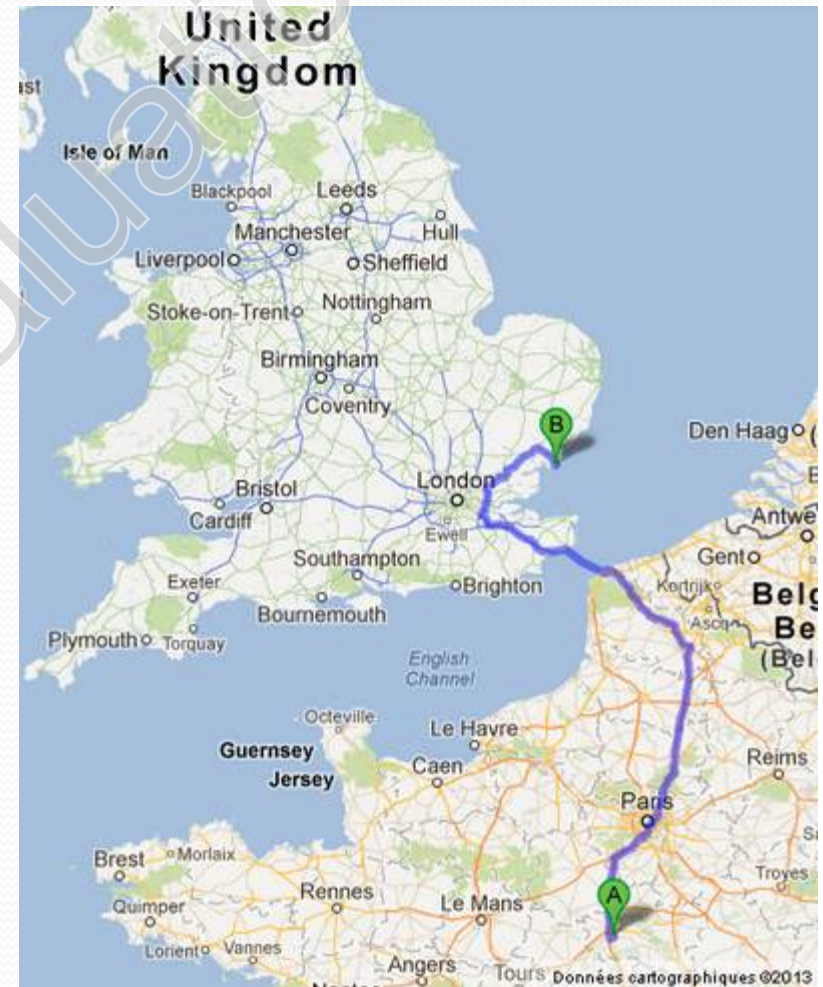 United
Kingdom
Isle of Man
Blackpool
Leeds
Manchester
Hull
Liverpool
Sheffield
Stoke-on-Trent
Nottingham
Birmingham
Coventry
B
Den Haag
London
Bristol
Cardiff
Ewell
Antwe
Gent
Southampton
Exeter
Brighton
Kortrijk
Bournemouth
Belg
Ascq
Be
Plymouth
Torquay
(Bel
English
Channel
Octeville
Le Havre
Guernsey
Jersey
Caen
Reims
Paris
Brest
Morlaix
Troyes
A
Rennes
Quimper
Le Mans
Lorient
Vannes
Angers
Tours
Données cartographiques ©2013